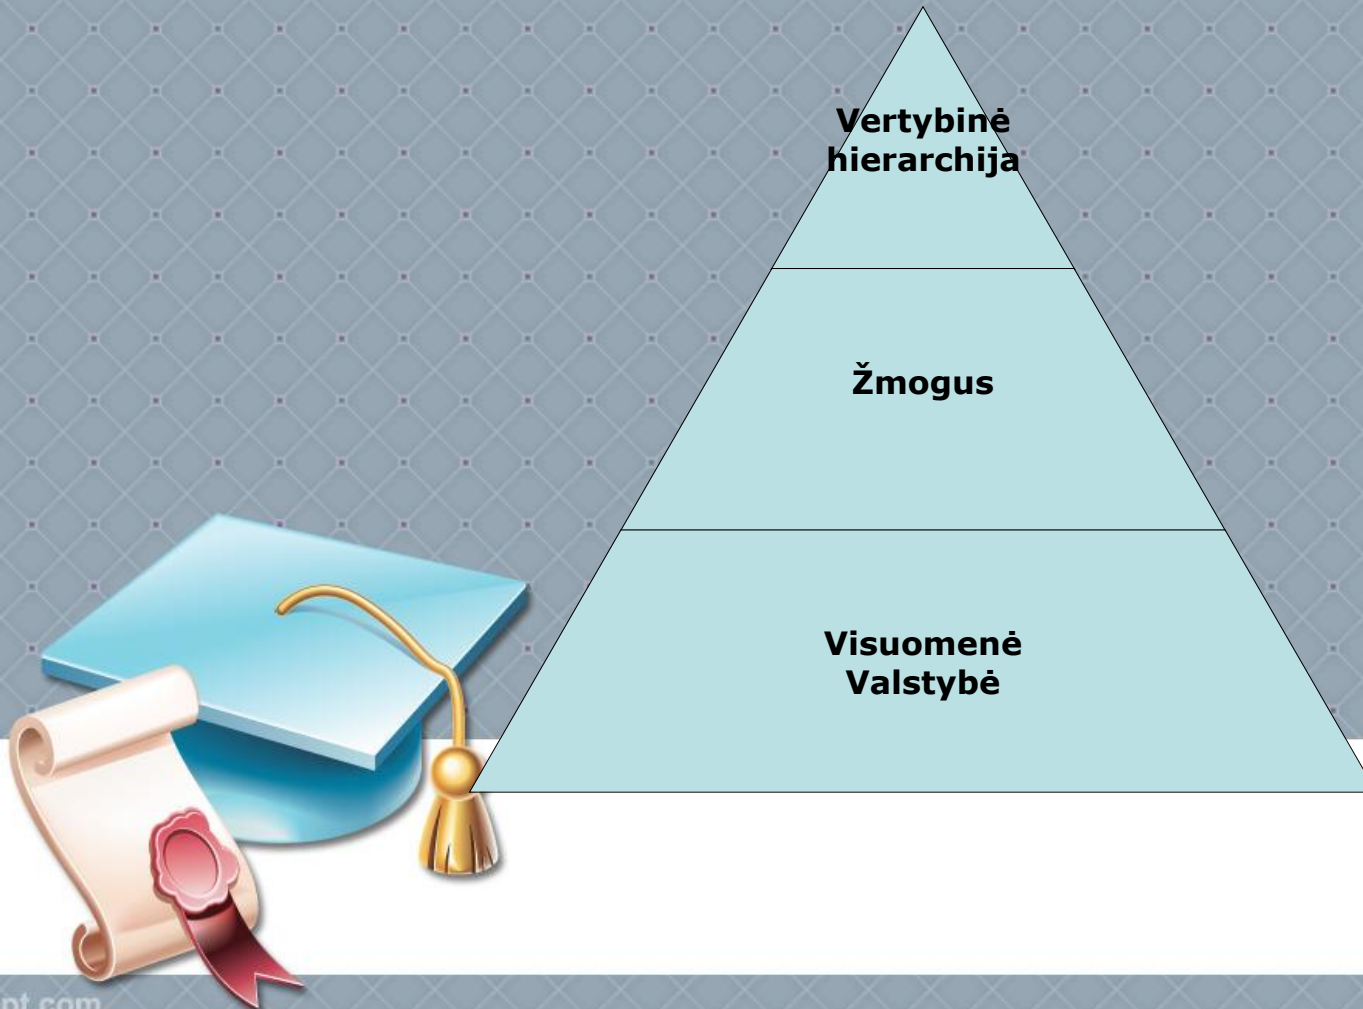 Vertybinė
hierarchija
Žmogus
Visuomenė
Valstybė
pt.com